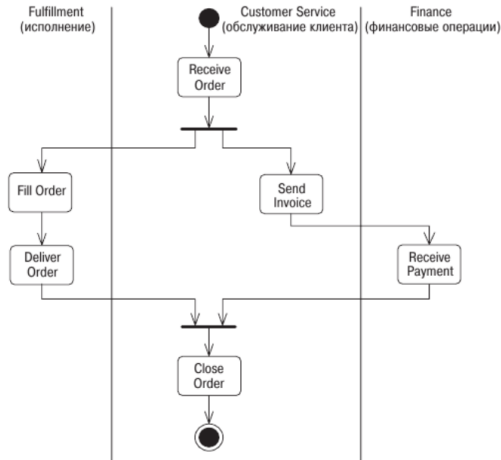 Fulfillment
(исполнение)
Customer Service
(обслуживание клиента)
Finance
(финансовые операции)
Receive
Order
Fill Order
Send
Invoice
Deliver
Order
Receive
Payment
Close
Order